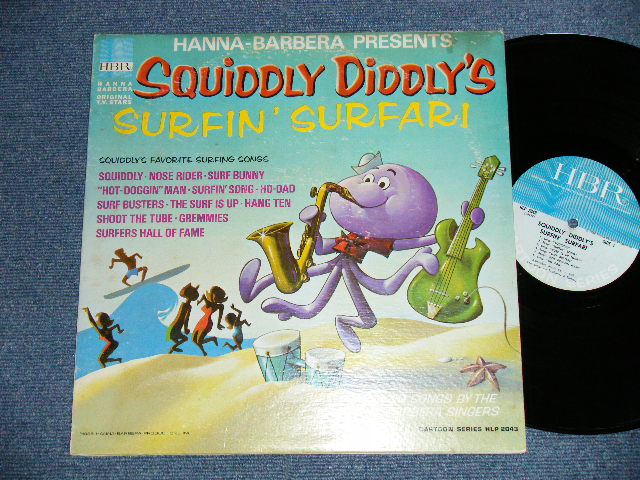 HANNA-BARBERA PRESENTS
HBR
HANNA
BARBERA
ORIGINAL
T.V. STARS
SQUIDDLY DIDDLY'S
SURFIN' SURFARI
SQUIDDLY'S FAVORITE SURFING SONGS
SQUIDDLY · NOSE RIDER · SURF BUNNY
"HOT-DOGGIN" MAN · SURFIN' SONG · HO-DAD
SURF BUSTERS · THE SURF IS UP · HANG TEN
SHOOT THE TUBE · GREMMIES
SURFERS HALL OF FAME
SONGS BY THE
SINGERS
CARTOON SERIES HLP 2043
HBR
SQUIDDLY DIDDLY'S
SURFIN' SURFARI